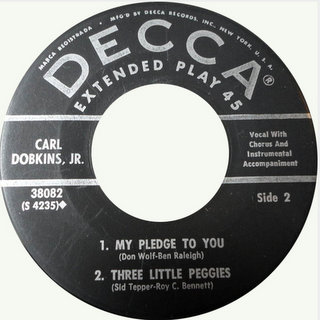 MARCA REGISTRADA • MFG'D BY DECCA RECORDS, INC., NEW YORK, U.S.A.
DECCA®
EXTENDED PLAY 45
CARL
DOBKINS, JR.
38082
(S 4235)◆
Vocal With
Chorus And
Instrumental
Accompaniment
Side 2
1. MY PLEDGE TO YOU
(Don Wolf-Ben Raleigh)
2. THREE LITTLE PEGGIES
(Sid Tepper-Roy C. Bennett)